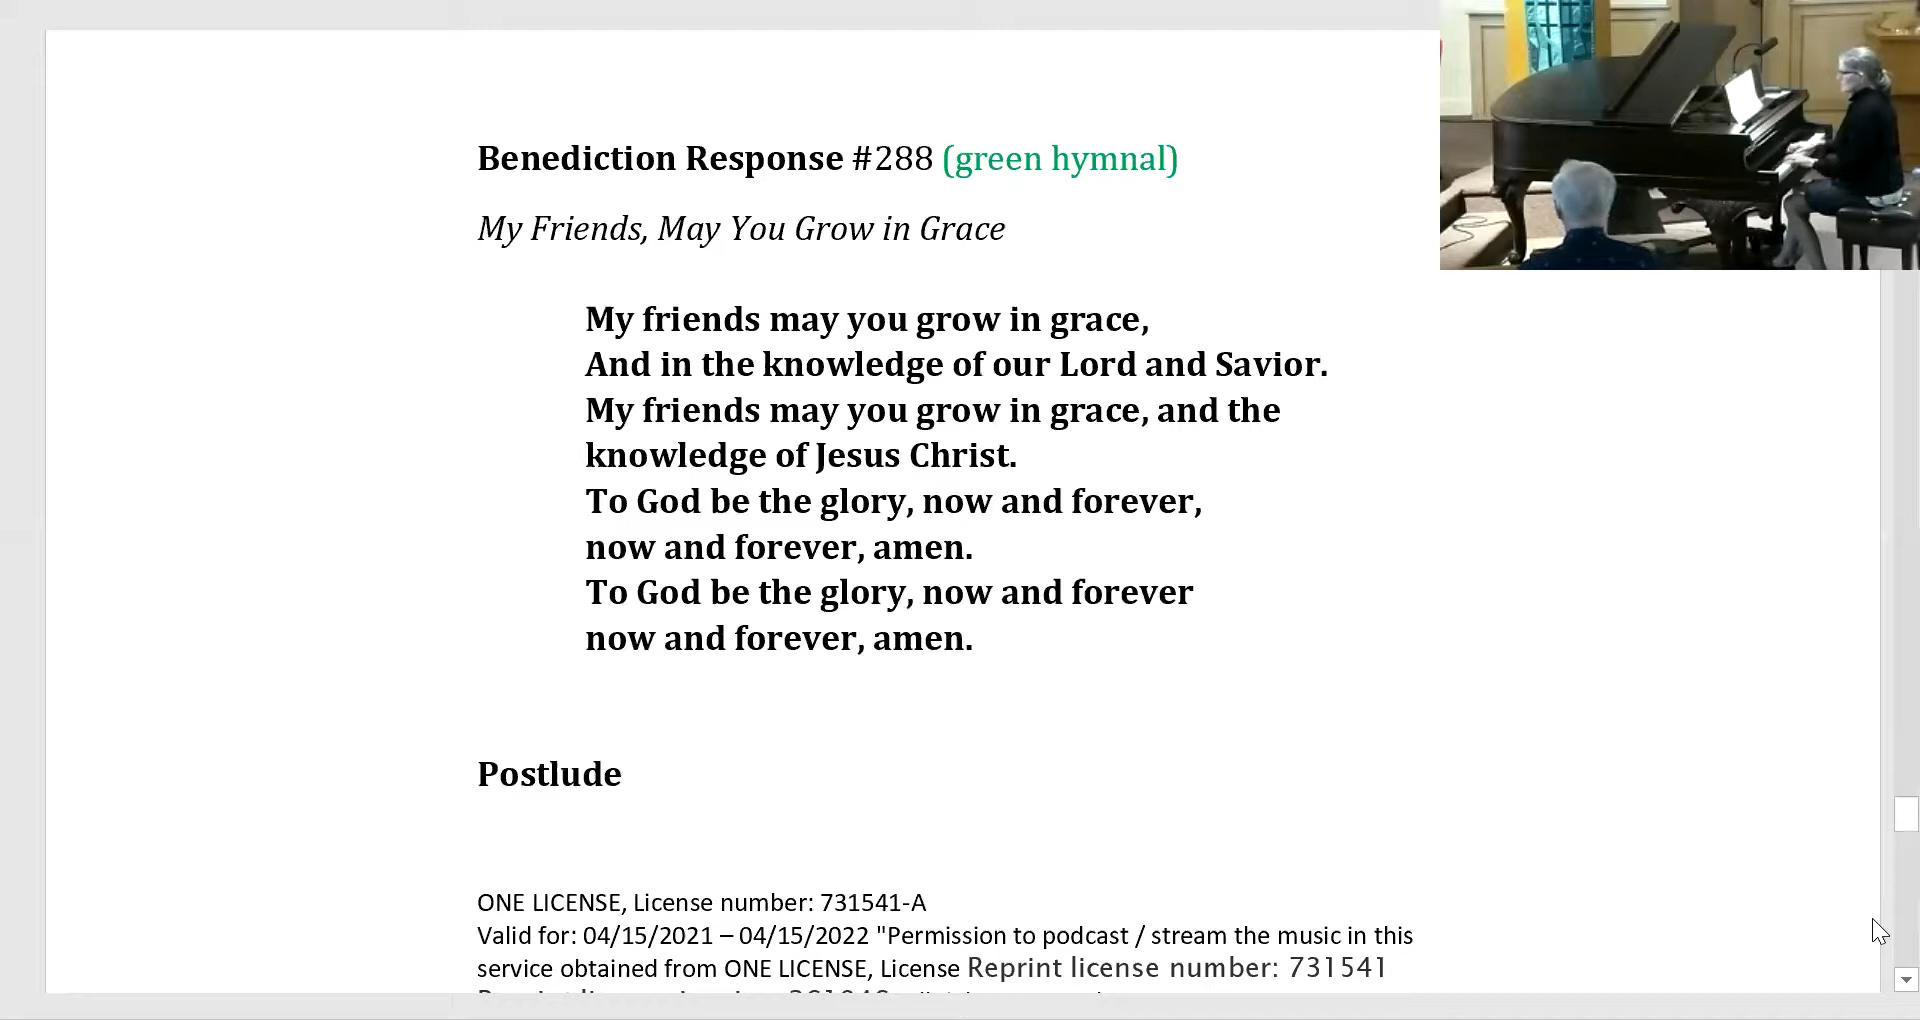 Benediction Response #288 (green hymnal)
My Friends, May You Grow in Grace
My friends may you grow in grace,
And in the knowledge of our Lord and Savior.
My friends may you grow in grace, and the
knowledge of Jesus Christ.
To God be the glory, now and forever,
now and forever, amen.
To God be the glory, now and forever
now and forever, amen.
Postlude
ONE LICENSE, License number: 731541-A
Valid for: 04/15/2021 – 04/15/2022 "Permission to podcast / stream the music in this
service obtained from ONE LICENSE, License Reprint license number: 731541